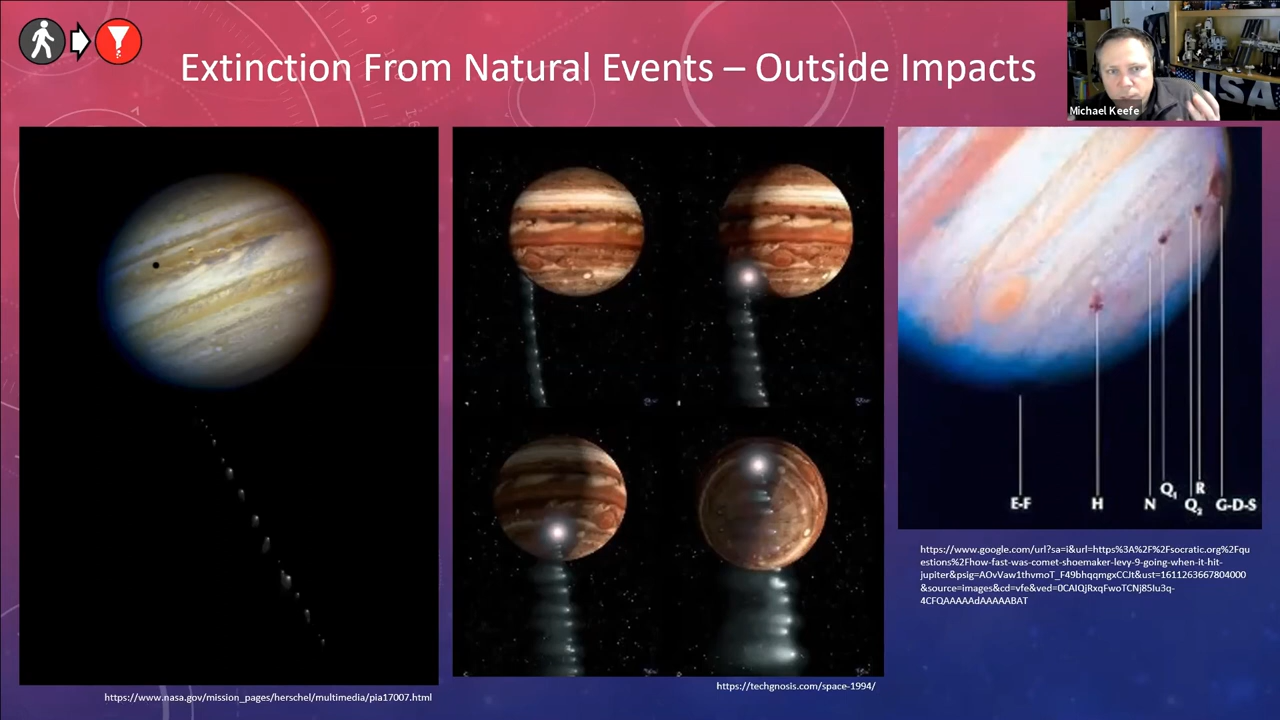 Extinction From Natural Events – Outside Impacts
Michael Keefe
USA
E-F
H
N
Q1
Q2
R
G-D-S
https://www.google.com/url?sa=i&url=https%3A%2F%2Fsocratic.org%2Fqu
estions%2Fhow-fast-was-comet-shoemaker-levy-9-going-when-it-hit-
jupiter&psig=AOvVaw1thvmoT_F49bhqqmgxCCJt&ust=1611263667804000
&source=images&cd=vfe&ved=0CAIQjRxqFwoTCNj85Iu3q-
4CFQAAAAAdAAAAABAT
https://www.nasa.gov/mission_pages/herschel/multimedia/pia17007.html
https://techgnosis.com/space-1994/